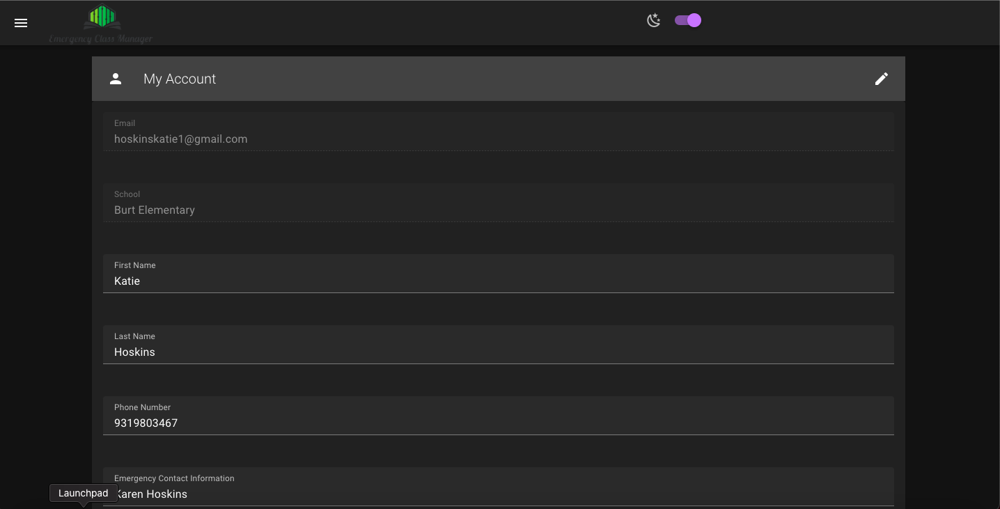 Emergency Class Manager
My Account
Email
hoskinskatie1@gmail.com
School
Burt Elementary
First Name
Katie
Last Name
Hoskins
Phone Number
9319803467
Emergency Contact Information
Karen Hoskins
Launchpad